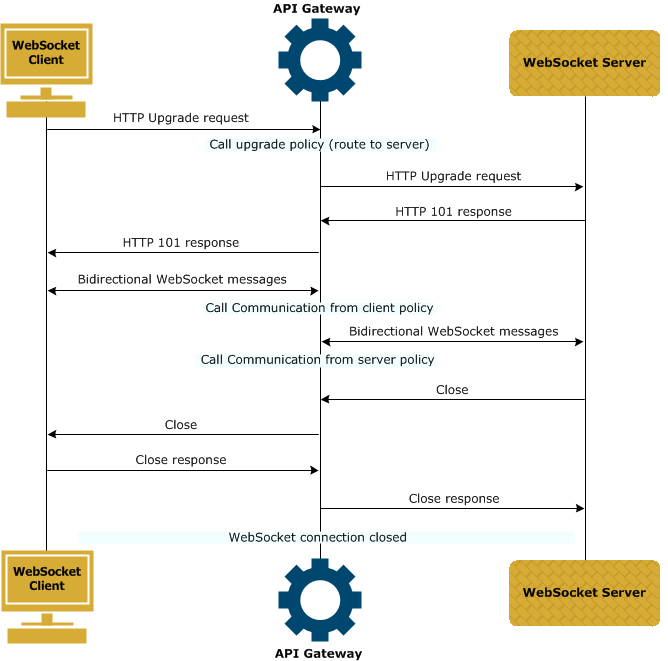 API Gateway
WebSocket
Client
WebSocket Server
HTTP Upgrade request
Call upgrade policy (route to server)
HTTP Upgrade request
HTTP 101 response
HTTP 101 response
Bidirectional WebSocket messages
Call Communication from client policy
Bidirectional WebSocket messages
Call Communication from server policy
Close
Close
Close response
Close response
WebSocket connection closed
WebSocket
Client
WebSocket Server
API Gateway